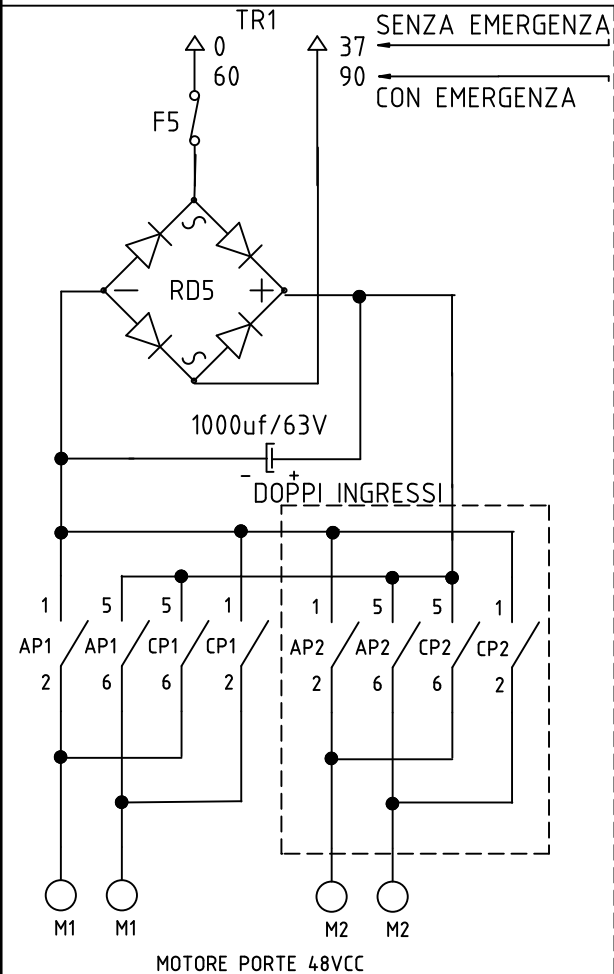 TR1
SENZA EMERGENZA
0
37
60
90
CON EMERGENZA
F5
RD5
1000uf/63V
- +
DOPPI INGRESSI
1 5 5 1 1 5 5 1
AP1 AP1 CP1 CP1 AP2 AP2 CP2 CP2
2 6 6 2 2 6 6 2
M1 M1 M2 M2
MOTORE PORTE 48VCC